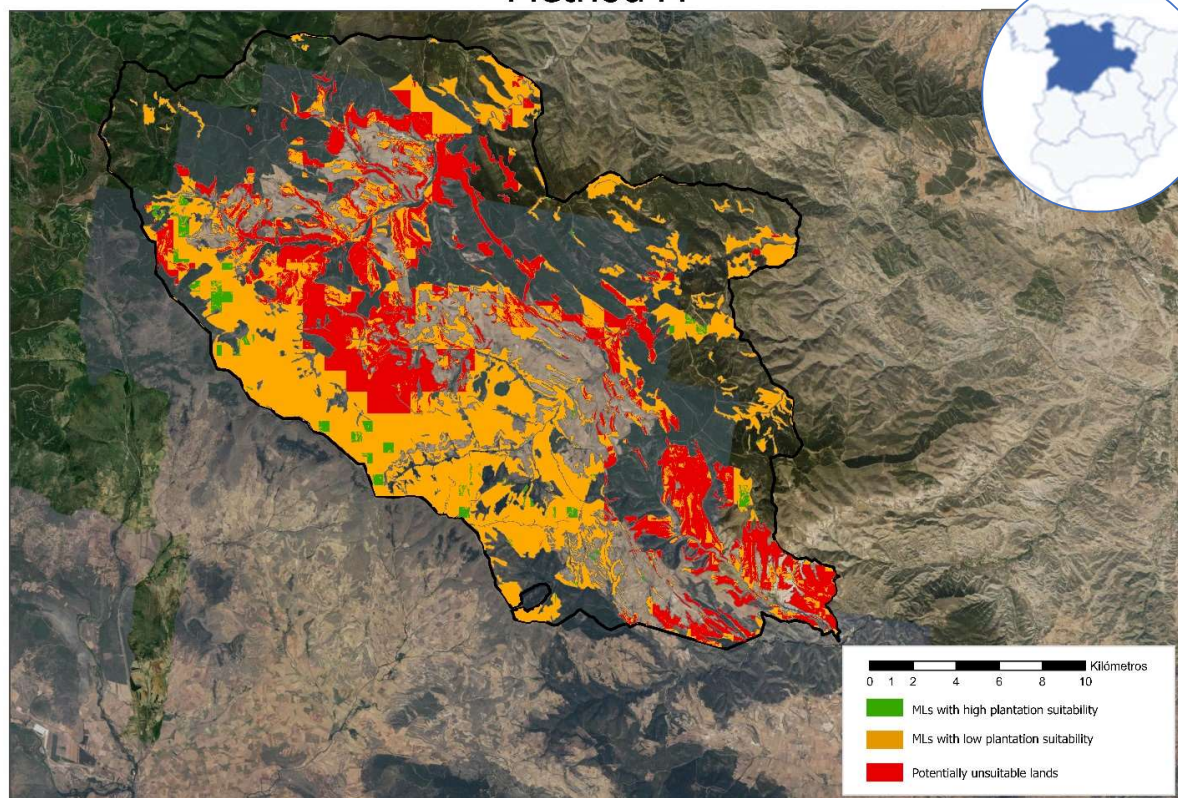 Method A
Kilómetros
0 1 2 4 6 8 10
MLs with high plantation suitability
MLs with low plantation suitability
Potentially unsuitable lands